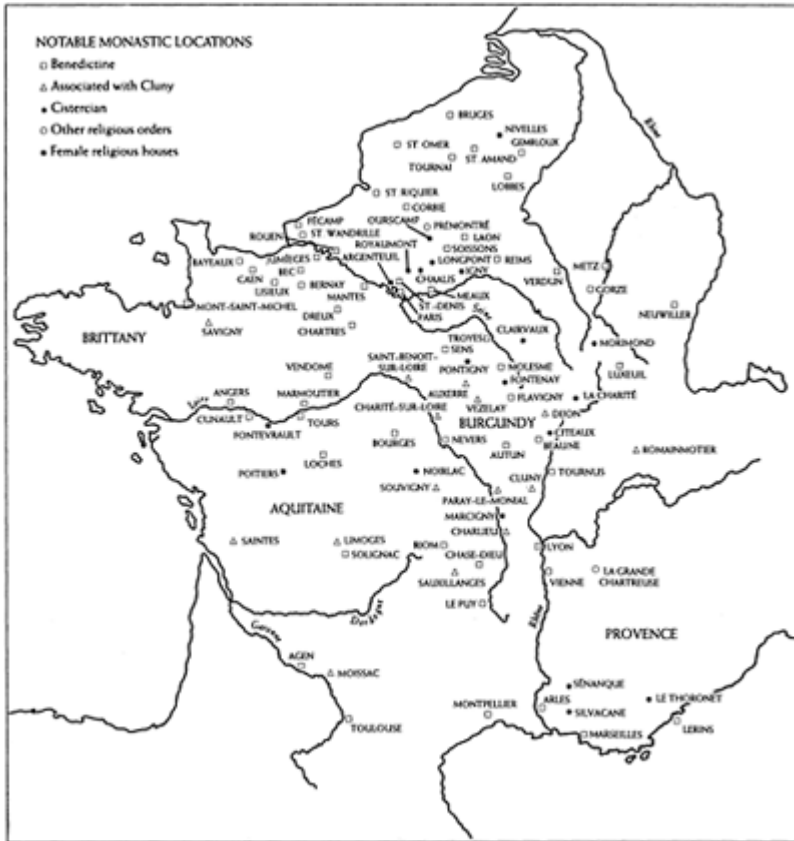 NOTABLE MONASTIC LOCATIONS
Benedictine
Associated with Cluny
Cistercian
Other religious orders
Female religious houses
Rhine
BRUGES
NIVELLES
GEMBLOUX
ST OMER
ST AMAND
TOURNAI
LOBBES
ST RIQUIER
CORBIE
OURSCAMP
PRÉMONTRÉ
FÉCAMP
ROUEN
ST WANDRILLE
ROYAUMONT
LAON
SOISSONS
BAYEAUX
JUMIÈGES
ARGENTEUIL
LONGPONT
REIMS
METZ
CAEN
BEC
CHAALIS
IGNY
VERDUN
GORZE
LISIEUX
BERNAY
MANTES
MEAUX
ST-DENIS
PARIS
MONT-SAINT-MICHEL
DREUX
NEUWILLER
BRITTANY
SAVIGNY
CHARTRES
Seine
TROYES
CLAIRVAUX
SENS
MORIMOND
VENDOME
SAINT-BENOIT-
SUR-LOIRE
PONTIGNY
MOLESME
LUXEUIL
FONTENAY
ANGERS
Loire
MARMOUTIER
AUXERRE
FLAVIGNY
LA CHARITÉ
VÉZELAY
CUNAULT
TOURS
CHARITÉ-SUR-LOIRE
DIJON
FONTEVRAULT
BOURGES
BURGUNDY
CITEAUX
NEVERS
BEAUNE
AUTUN
ROMAINMOTIER
LOCHES
POITIERS
NOIRLAC
CLUNY
TOURNUS
SOUVIGNY
PARAY-LE-MONIAL
AQUITAINE
MARCIGNY
CHARLIEU
SAINTES
LIMOGES
RIOM
LYON
SOLIGNAC
CHASE-DIEU
VIENNE
LA GRANDE
CHARTREUSE
SAUXILLANGES
LE PUY
Dordogne
Rhône
Garonne
PROVENCE
AGEN
MOISSAC
SÉNANQUE
LE THORONET
MONTPELLIER
ARLES
SILVACANE
TOULOUSE
LERINS
MARSEILLES